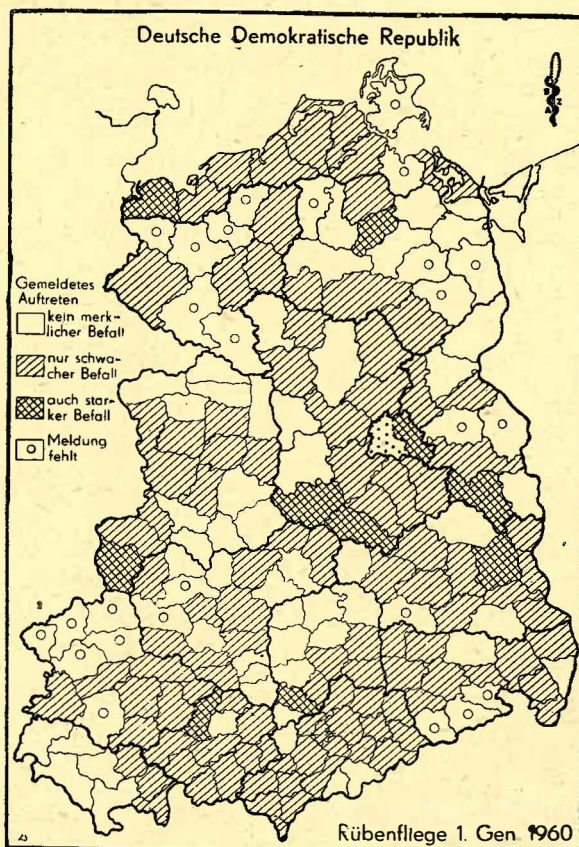 Deutsche Demokratische Republik
Gemeldetes
Auftreten
kein merk-
licher Befall
nur schwa-
cher Befall
auch star-
ker Befall
Meldung
fehlt
Rübenfliege 1. Gen 1960